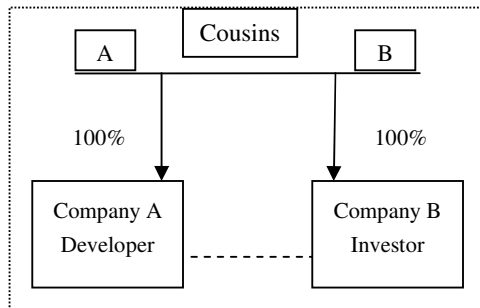 Cousins
A
B
100%
100%
Company A
Developer
Company B
Investor